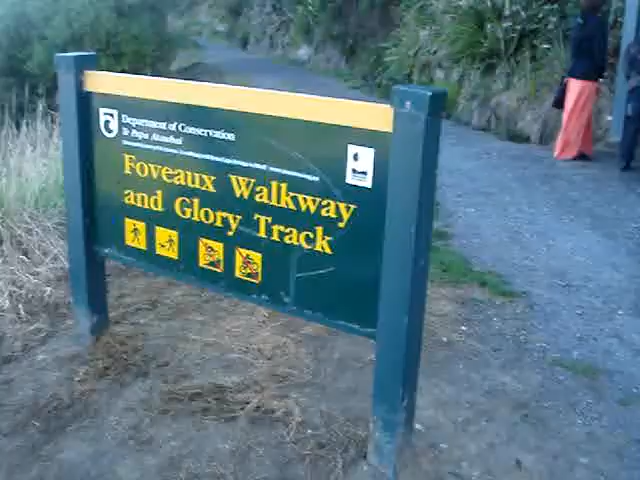 Department of Conservation
Te Papa Atawhai
Foveaux Walkway
and Glory Track